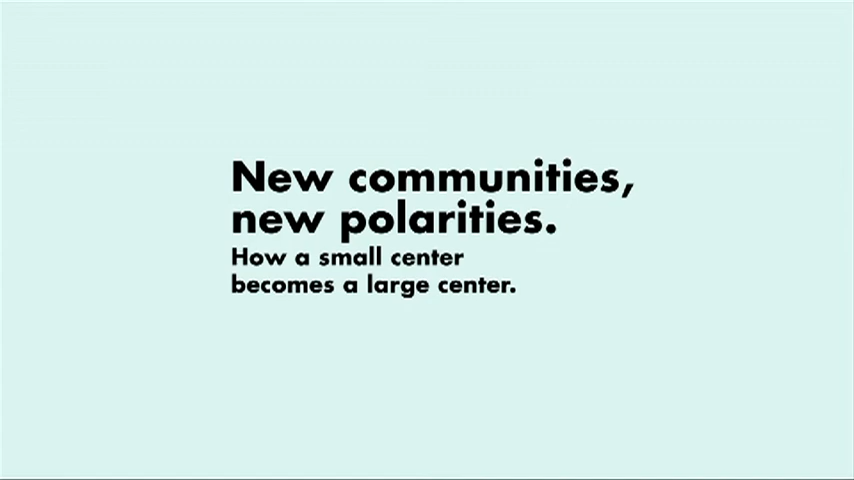 New communities,
new polarities.
How a small center
becomes a large center.